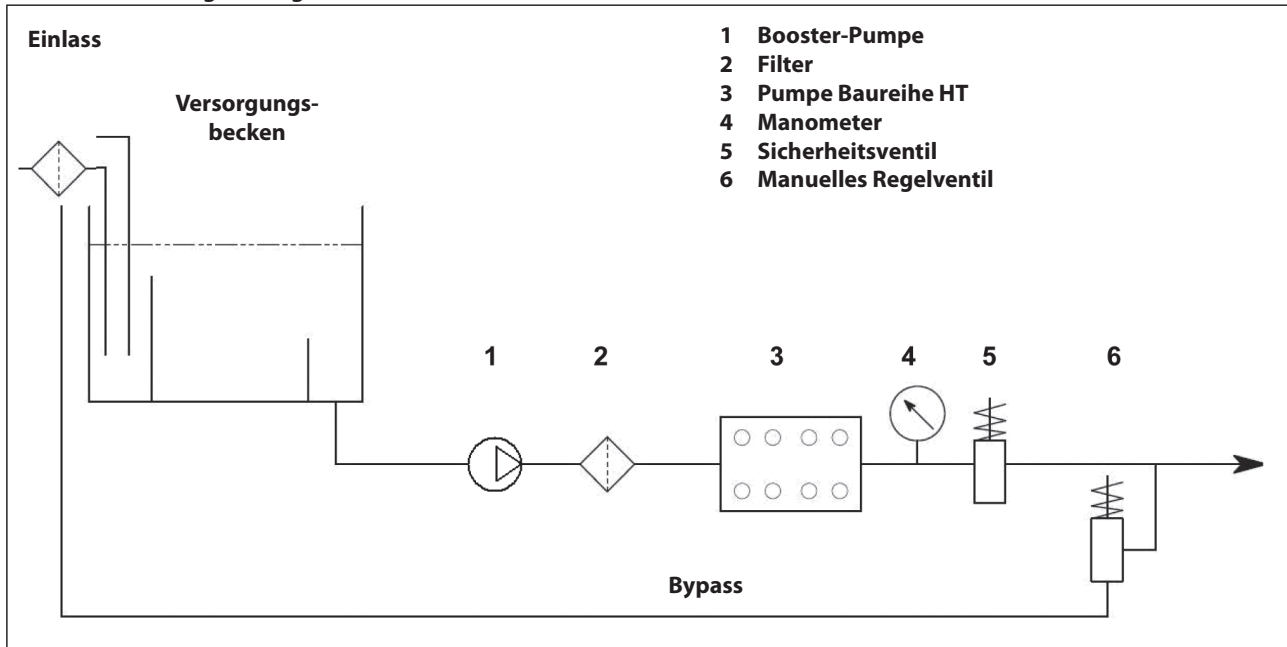 Einlass
Versorgungs-
becken
1 Booster-Pumpe
2 Filter
3 Pumpe Baureihe HT
4 Manometer
5 Sicherheitsventil
6 Manuelles Regelventil
1 2 3 4 5 6
Bypass